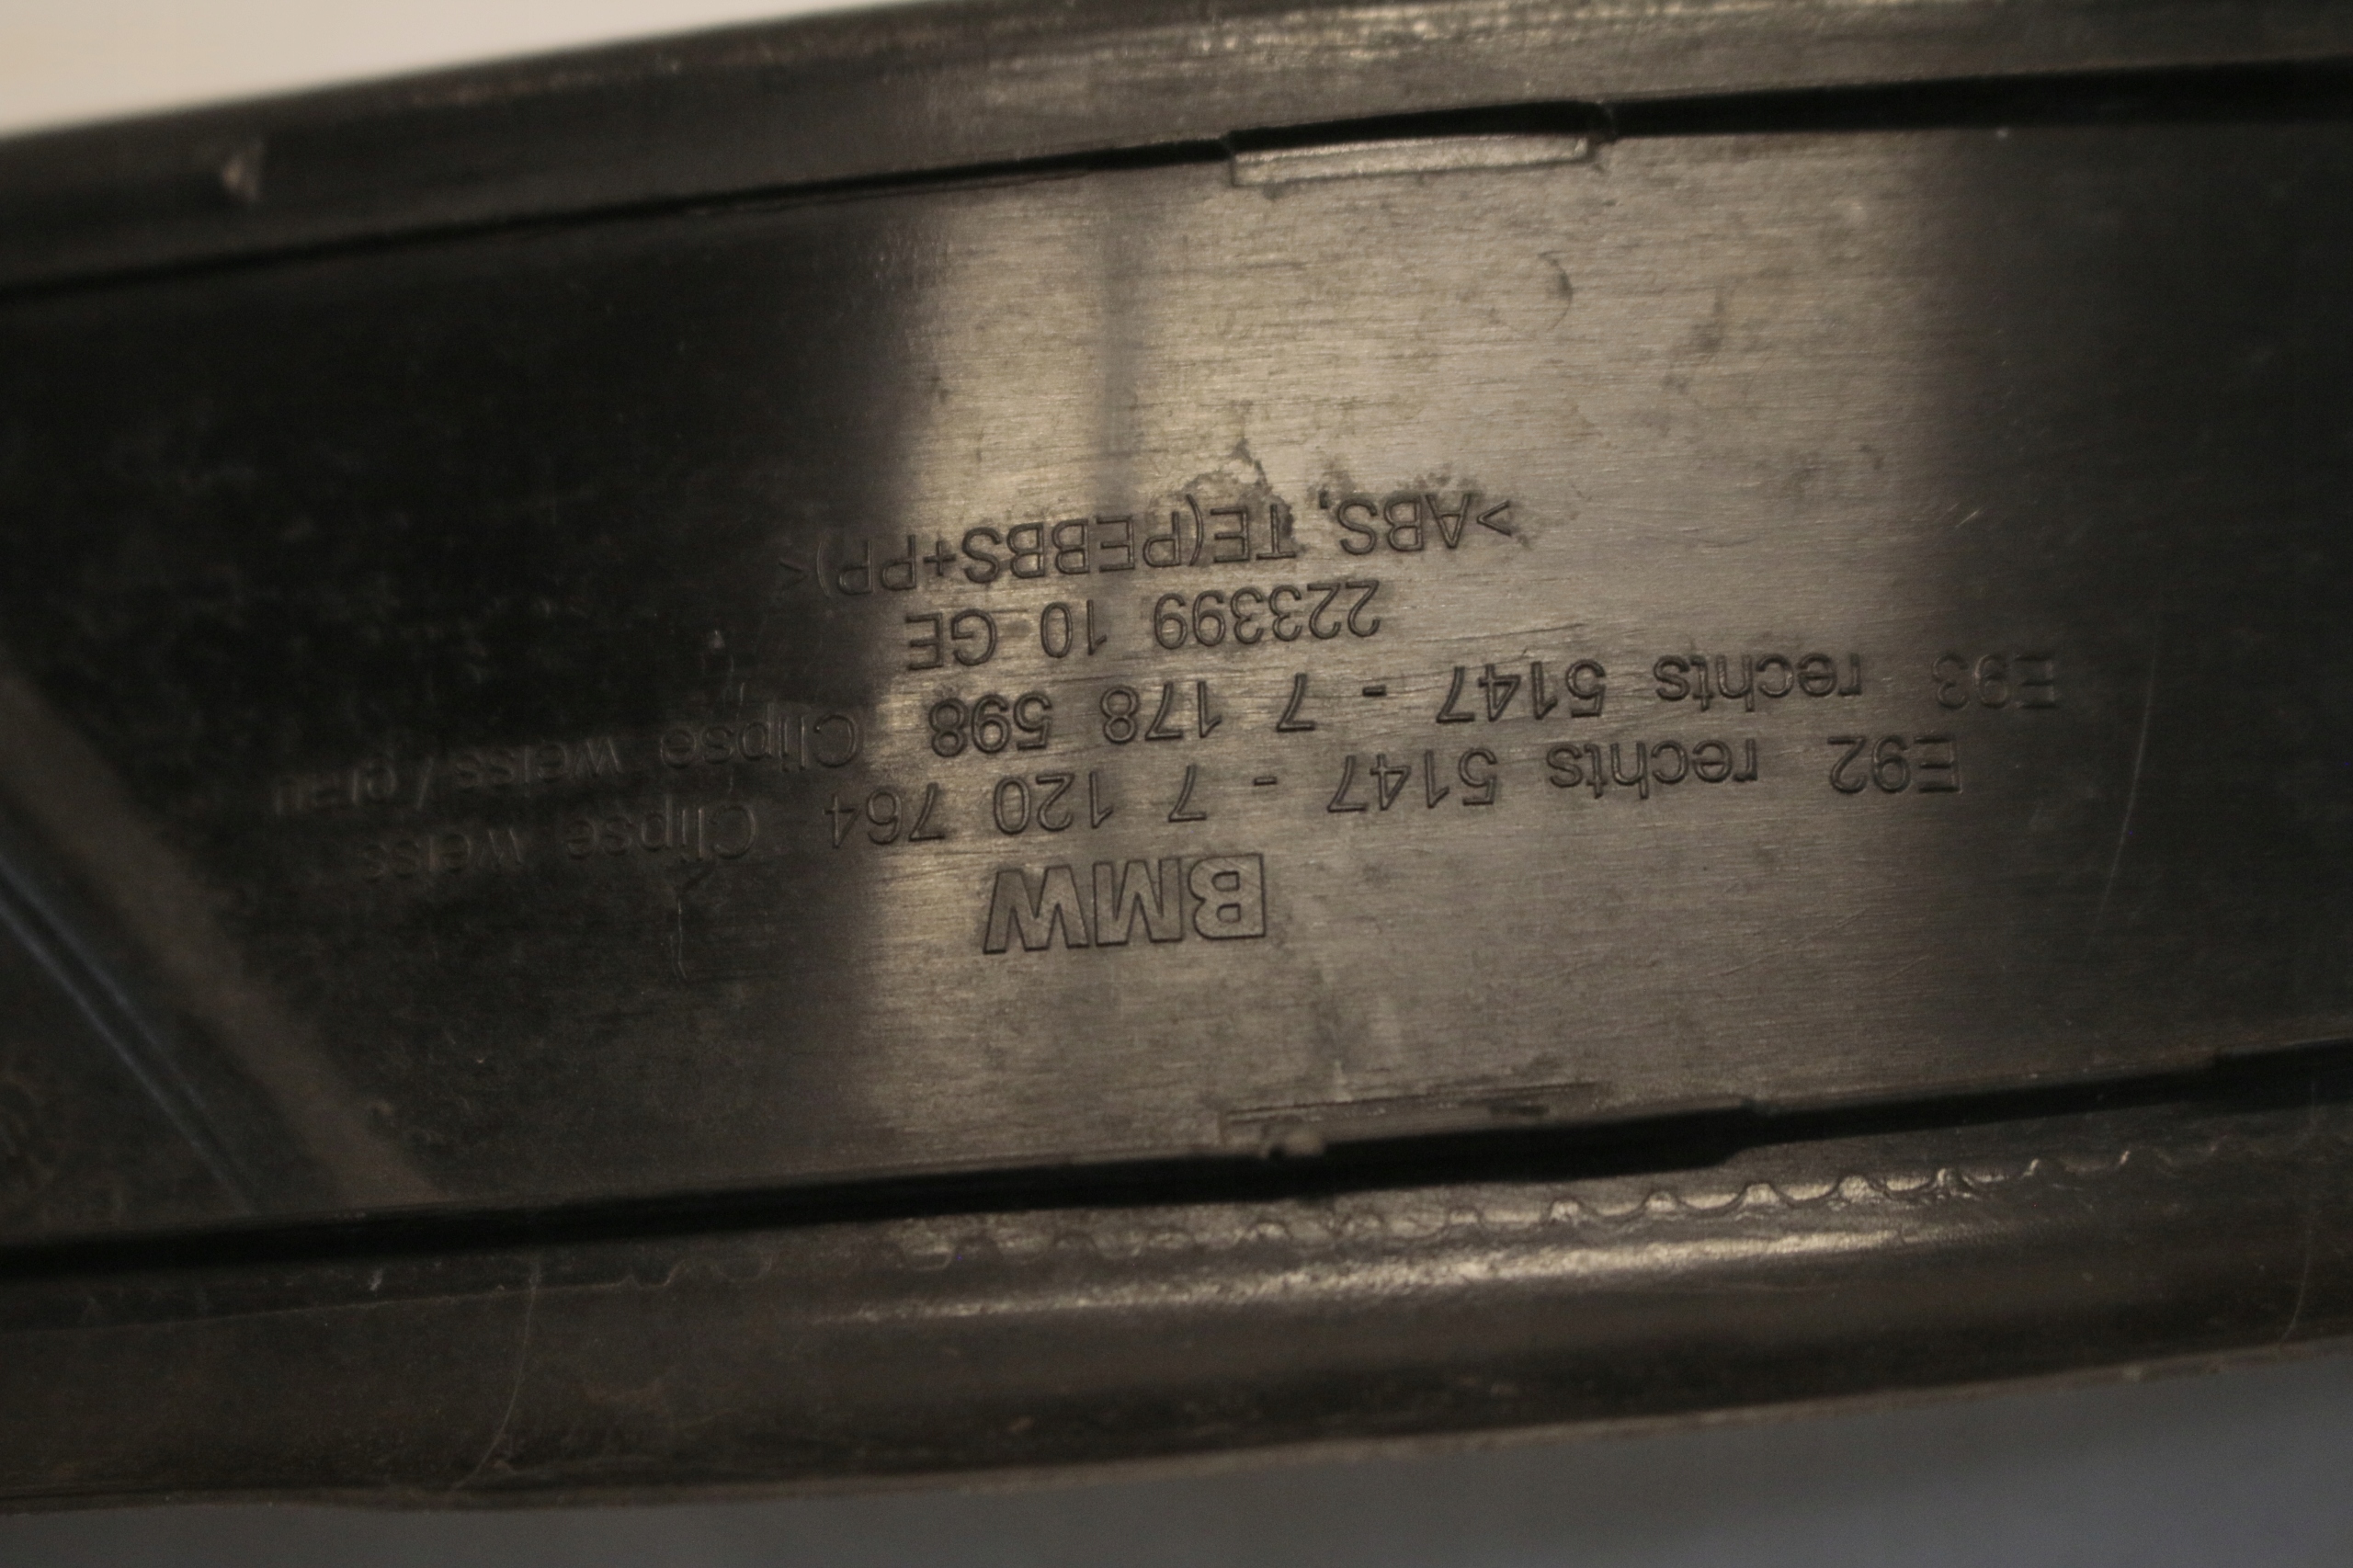 BMW
E92 rechts 5147 - 7 120 764 Clipse weiss
E93 rechts 5147 - 7 178 598 Clipse weiss /
223399 10 GE
>ABS, TE(PEBBS+PP)<